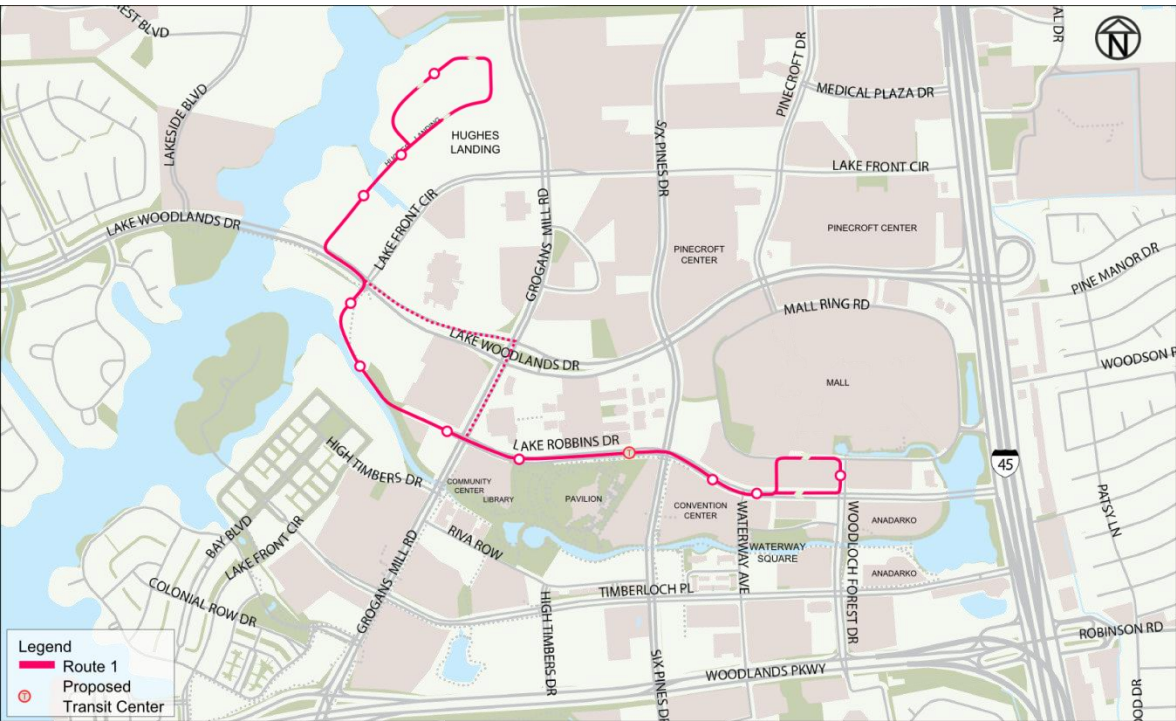 EST BLVD
LAKESIDE BLVD
PINECROFT DR
AL DR
N
MEDICAL PLAZA DR
SIX PINES DR
HUGHES
LANDING
LANDING
LAKE FRONT CIR
LAKE FRONT CIR
LAKE WOODLANDS DR
GROGANS MILL RD
PINECROFT CENTER
PINECROFT
CENTER
PINE MANOR DR
MALL RING RD
LAKE WOODLANDS DR
WOODSON R
MALL
LAKE ROBBINS DR
T
45
HIGH TIMBERS DR
COMMUNITY
CENTER
LIBRARY
PAVILION
CONVENTION
CENTER
WATERWAY AVE
WATERWAY
SQUARE
WOODLOCH FOREST DR
ANADARKO
ANADARKO
PATSY LN
BAY BLVD
LAKE FRONT CIR
RIVA ROW
GROGANS MILL RD
COLONIAL ROW DR
HIGH TIMBERS DR
TIMBERLOCH PL
SIX PINES DR
WOODLANDS PKWY
ROBINSON RD
OOD DR
Legend
Route 1
T
Proposed
Transit Center